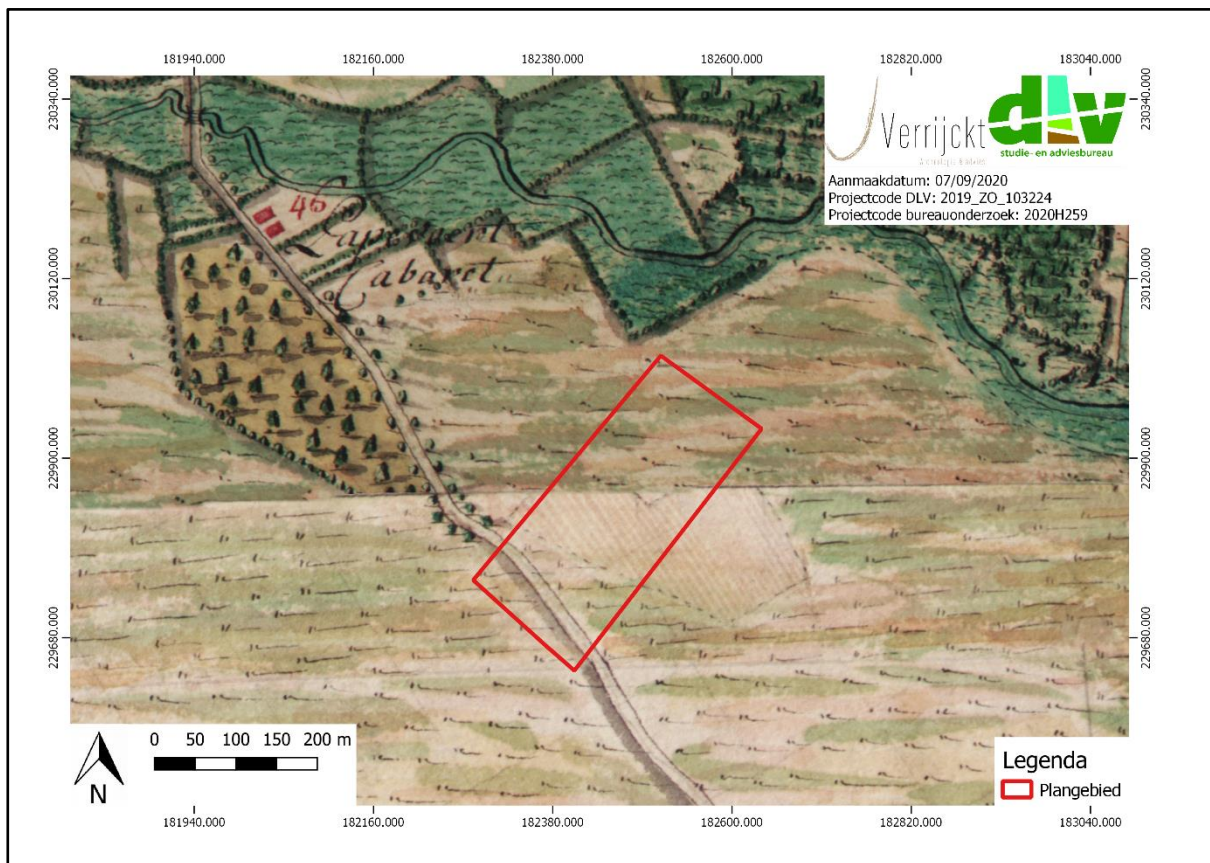 181940.000 182160.000 182380.000 182600.000 182820.000 183040.000
230340.000 230120.000 229900.000 229680.000
230340.000 230120.000 229900.000 229680.000
Verrijckt
dlv
studie- en adviesbureau
Aanmaakdatum: 07/09/2020
Projectcode DLV: 2019_ZO_103224
Projectcode bureauonderzoek: 2020H259
46
Cabaret
0 50 100 150 200 m
N
Legenda
Plangebied
181940.000 182160.000 182380.000 182600.000 182820.000 183040.000